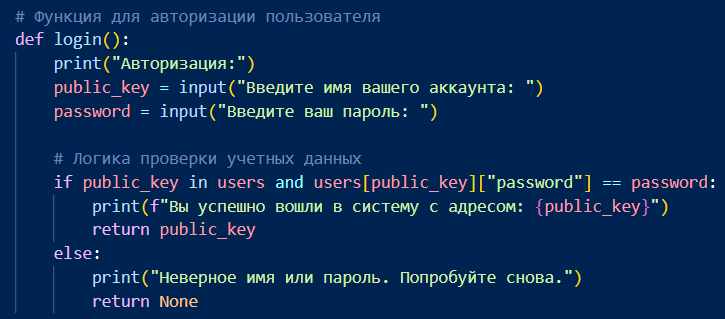 # Функция для авторизации пользователя
def login():
    print("Авторизация:")
    public_key = input("Введите имя вашего аккаунта: ")
    password = input("Введите ваш пароль: ")

    # Логика проверки учетных данных
    if public_key in users and users[public_key]["password"] == password:
        print(f"Вы успешно вошли в систему с адресом: {public_key}")
        return public_key
    else:
        print("Неверное имя или пароль. Попробуйте снова.")
        return None